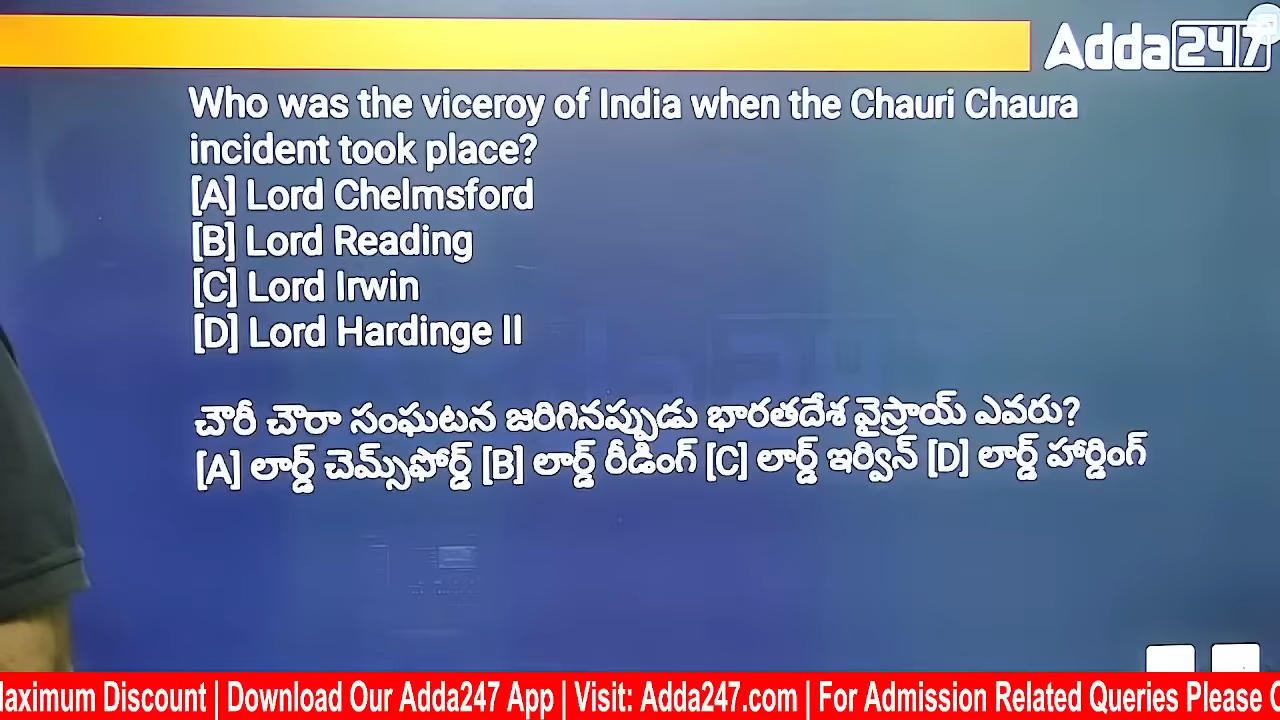 Adda247
Who was the viceroy of India when the Chauri Chaura
incident took place?
[A] Lord Chelmsford
[B] Lord Reading
[C] Lord Irwin
[D] Lord Hardinge II
చౌరీ చౌరా సంఘటన జరిగినప్పుడు భారతదేశ వైస్రాయ్ ఎవరు?
[A] లార్డ్ చెమ్స్‌ఫోర్డ్ [B] లార్డ్ రీడింగ్ [C] లార్డ్ ఇర్విన్ [D] లార్డ్ హార్డింగ్
Maximum Discount | Download Our Adda247 App | Visit: Adda247.com | For Admission Related Queries Please